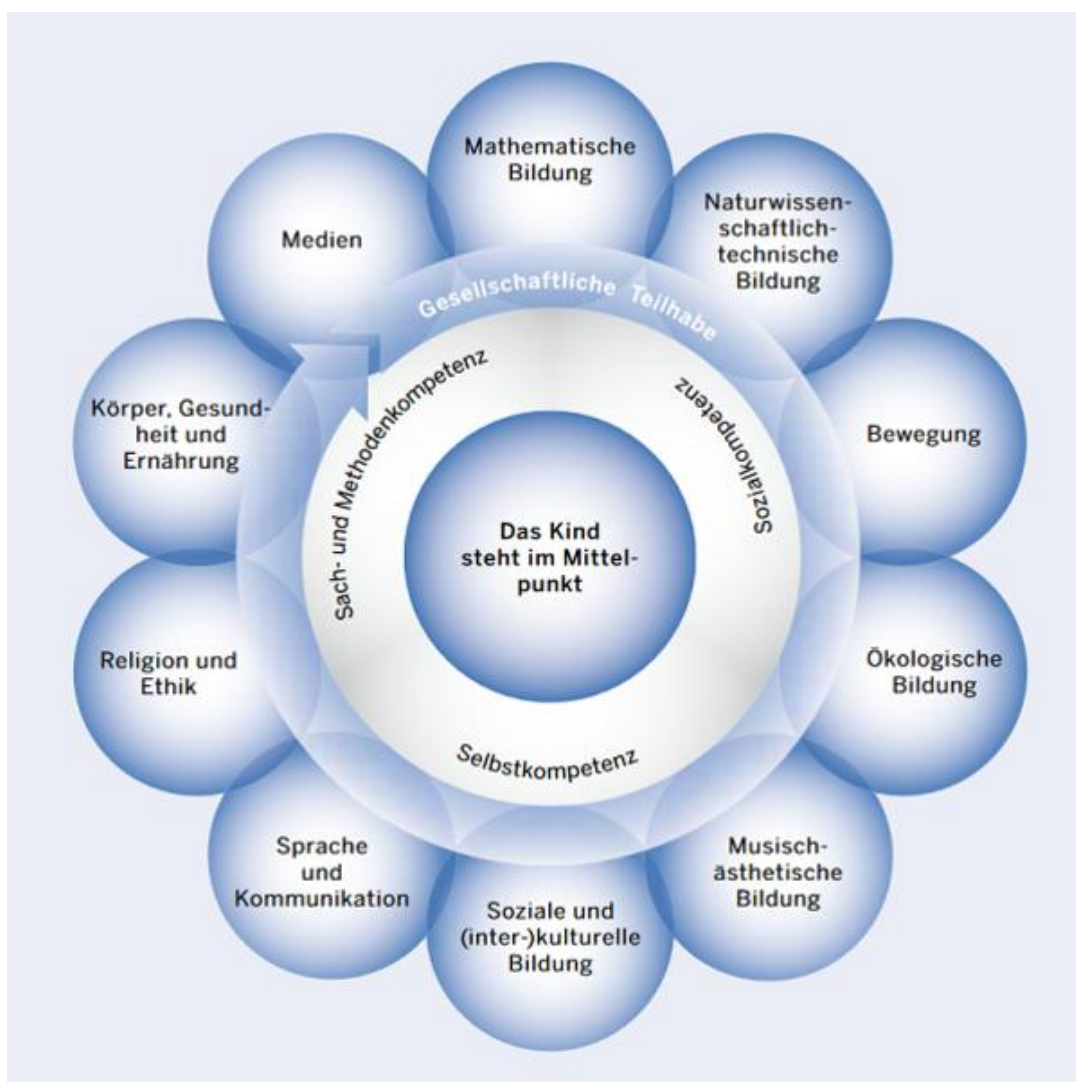 Mathematische
Bildung
Naturwissen-
schaftlich-
technische
Bildung
Bewegung
Ökologische
Bildung
Musisch-
ästhetische
Bildung
Soziale und
(inter-)kulturelle
Bildung
Sprache
und
Kommunikation
Religion und
Ethik
Körper, Gesund-
heit und
Ernährung
Medien
Gesellschaftliche Teilhabe
Sach- und Methodenkompetenz
Sozialkompetenz
Selbstkompetenz
Das Kind
steht im Mittel-
punkt